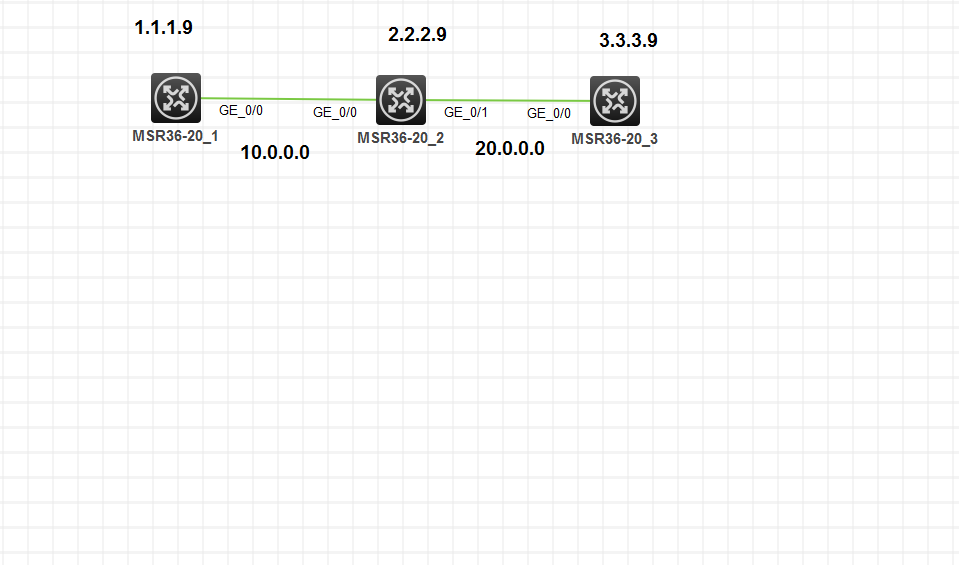 1.1.1.9
2.2.2.9
3.3.3.9
GE_0/0
GE_0/0
GE_0/1
GE_0/0
MSR36-20_1
MSR36-20_2
MSR36-20_3
10.0.0.0
20.0.0.0